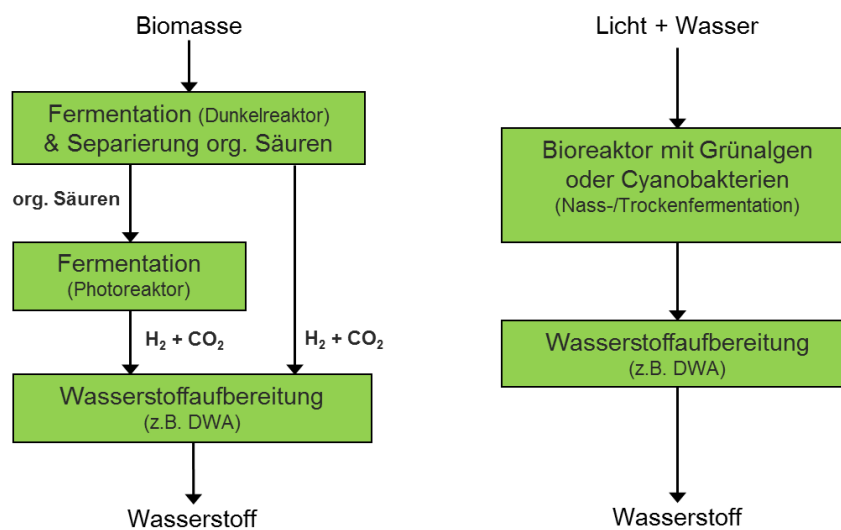 Biomasse
Fermentation (Dunkelreaktor)
& Separierung org. Säuren
org. Säuren
Fermentation
(Photoreaktor)
H₂ + CO₂
H₂ + CO₂
Wasserstoffaufbereitung
(z.B. DWA)
Wasserstoff
Licht + Wasser
Bioreaktor mit Grünalgen
oder Cyanobakterien
(Nass-/Trockenfermentation)
Wasserstoffaufbereitung
(z.B. DWA)
Wasserstoff